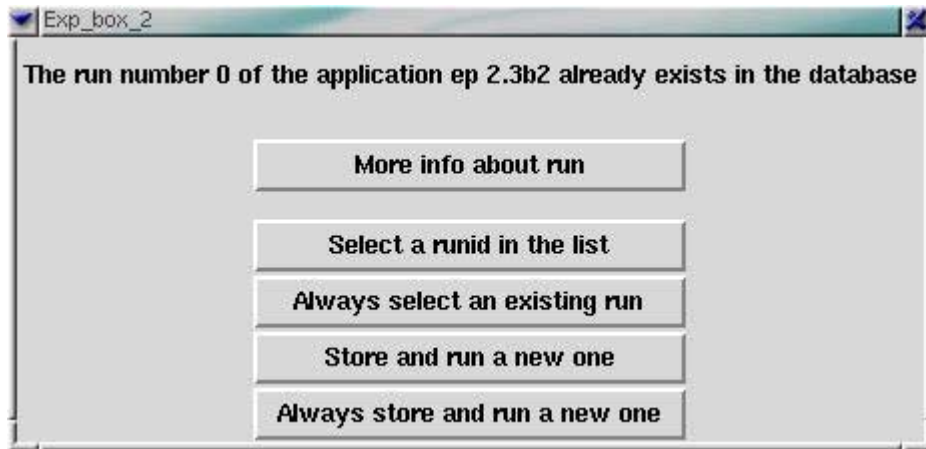 Exp_box_2
The run number 0 of the application ep 2.3b2 already exists in the database
More info about run
Select a runid in the list
Always select an existing run
Store and run a new one
Always store and run a new one